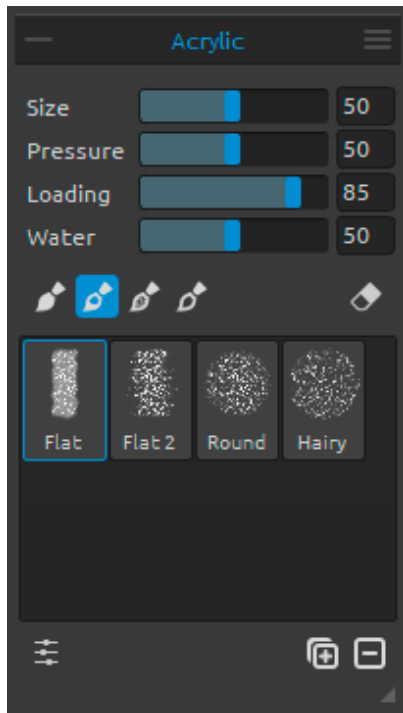 Acrylic
Size 50
Pressure 50
Loading 85
Water 50
Flat Flat 2 Round Hairy